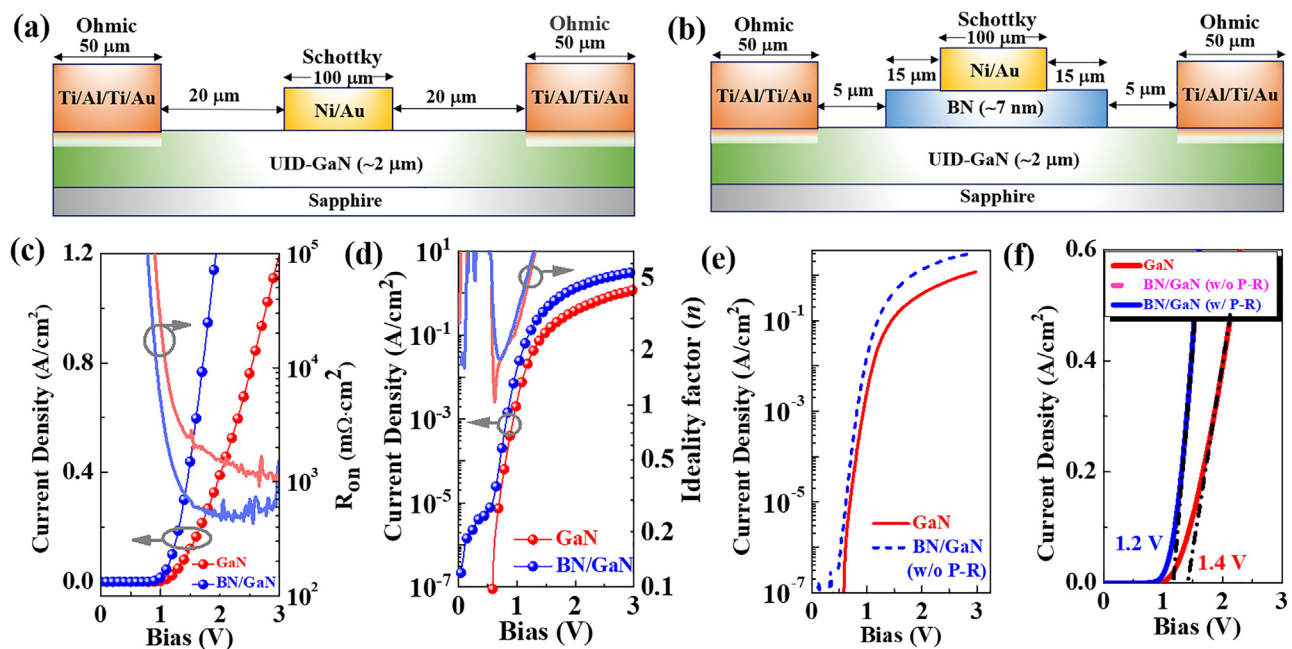 (a)
Ohmic
50 μm
Schottky
100 μm
Ohmic
50 μm
Ti/Al/Ti/Au
20 μm
Ni/Au
20 μm
Ti/Al/Ti/Au
UID-GaN (~2 μm)
Sapphire
(b)
Ohmic
50 μm
Schottky
100 μm
Ohmic
50 μm
Ti/Al/Ti/Au
15 μm
Ni/Au
15 μm
Ti/Al/Ti/Au
5 μm
BN (~7 nm)
5 μm
UID-GaN (~2 μm)
Sapphire
(c)
Current Density (A/cm²)
1.2
0.8
0.4
0.0
10⁵
10⁴
10³
10²
R_ON (mΩ·cm²)
GaN
BN/GaN
0 1 2 3
Bias (V)
(d)
Current Density (A/cm²)
10
10⁻¹
10⁻³
10⁻⁵
10⁻⁷
5
2
1
0.5
0.2
0.1
Ideality factor (n)
GaN
BN/GaN
0 1 2 3
Bias (V)
(e)
Current Density (A/cm²)
10⁻¹
10⁻³
10⁻⁵
10⁻⁷
GaN
BN/GaN
(w/o P-R)
0 1 2 3
Bias (V)
(f)
Current Density (A/cm²)
0.6
0.4
0.2
0.0
GaN
BN/GaN (w/o P-R)
BN/GaN (w/ P-R)
1.2 V
1.4 V
0 1 2 3
Bias (V)